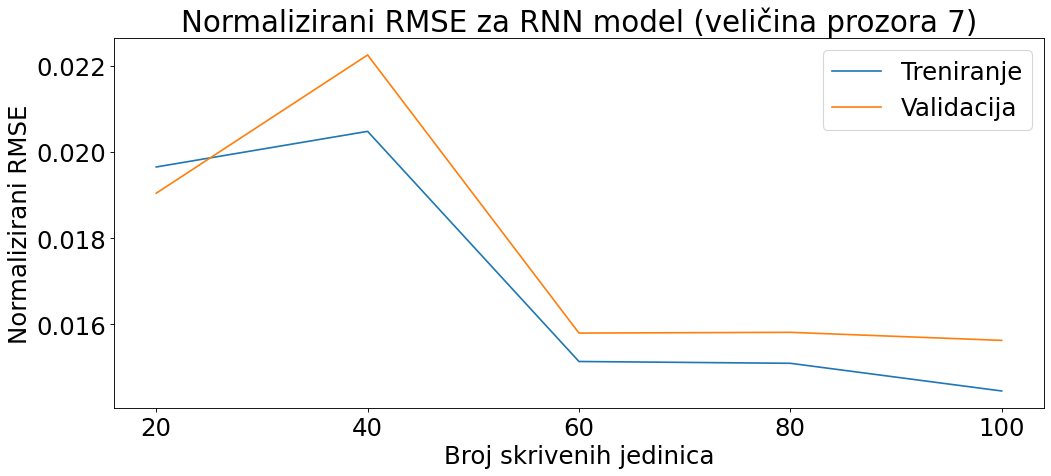 Normalizirani RMSE za RNN model (veličina prozora 7)
Treniranje
Validacija
Normalizirani RMSE
0.022
0.020
0.018
0.016
20 40 60 80 100
Broj skrivenih jedinica